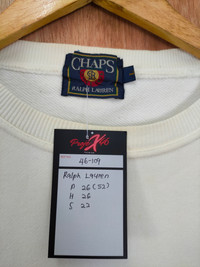 CHAPS
RALPH LAUREN
L
46-109
Ralph Lauren
A 26 (52)
H 26
S 22